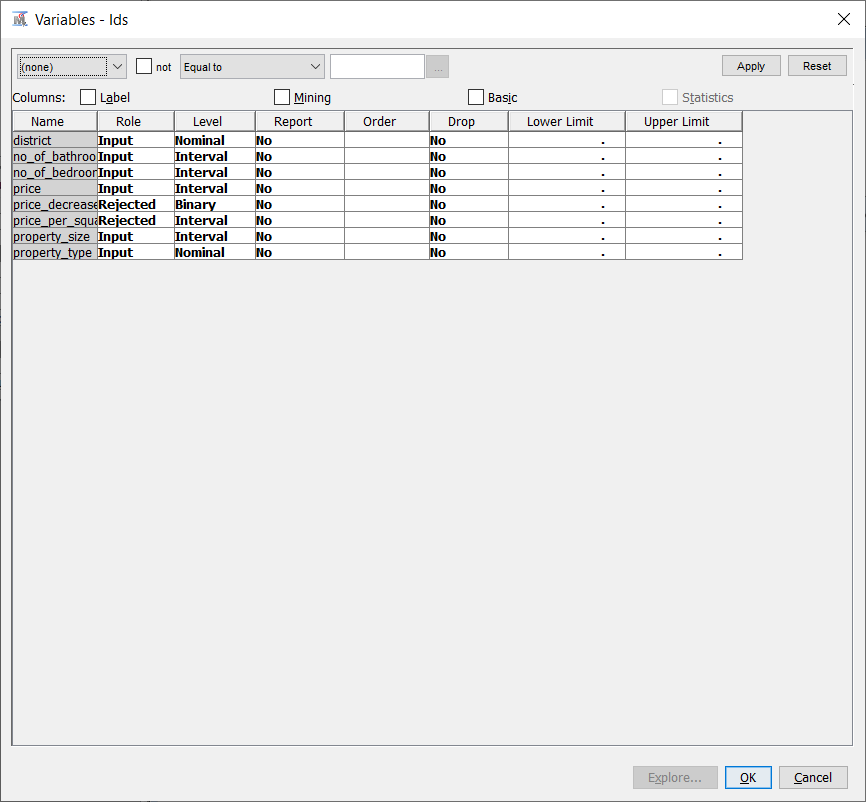 Variables - Ids
(none) not Equal to ... Apply Reset
Columns: Label Mining Basic Statistics
Name Role Level Report Order Drop Lower Limit Upper Limit
district Input Nominal No No . .
no_of_bathroo Input Interval No No . .
no_of_bedroon Input Interval No No . .
price Input Interval No No . .
price_decrease Rejected Binary No No . .
price_per_squa Rejected Interval No No . .
property_size Input Interval No No . .
property_type Input Nominal No No . .
Explore... OK Cancel